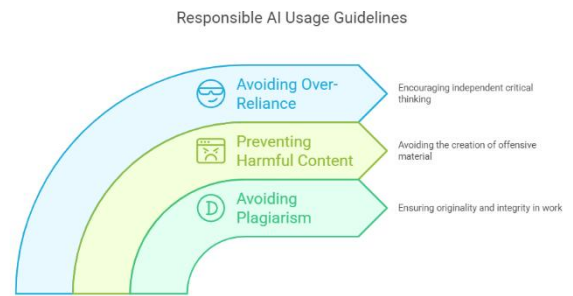 Responsible AI Usage Guidelines
Avoiding Over-
Reliance
Encouraging independent critical
thinking
Preventing
Harmful Content
Avoiding the creation of offensive
material
D
Avoiding
Plagiarism
Ensuring originality and integrity in work